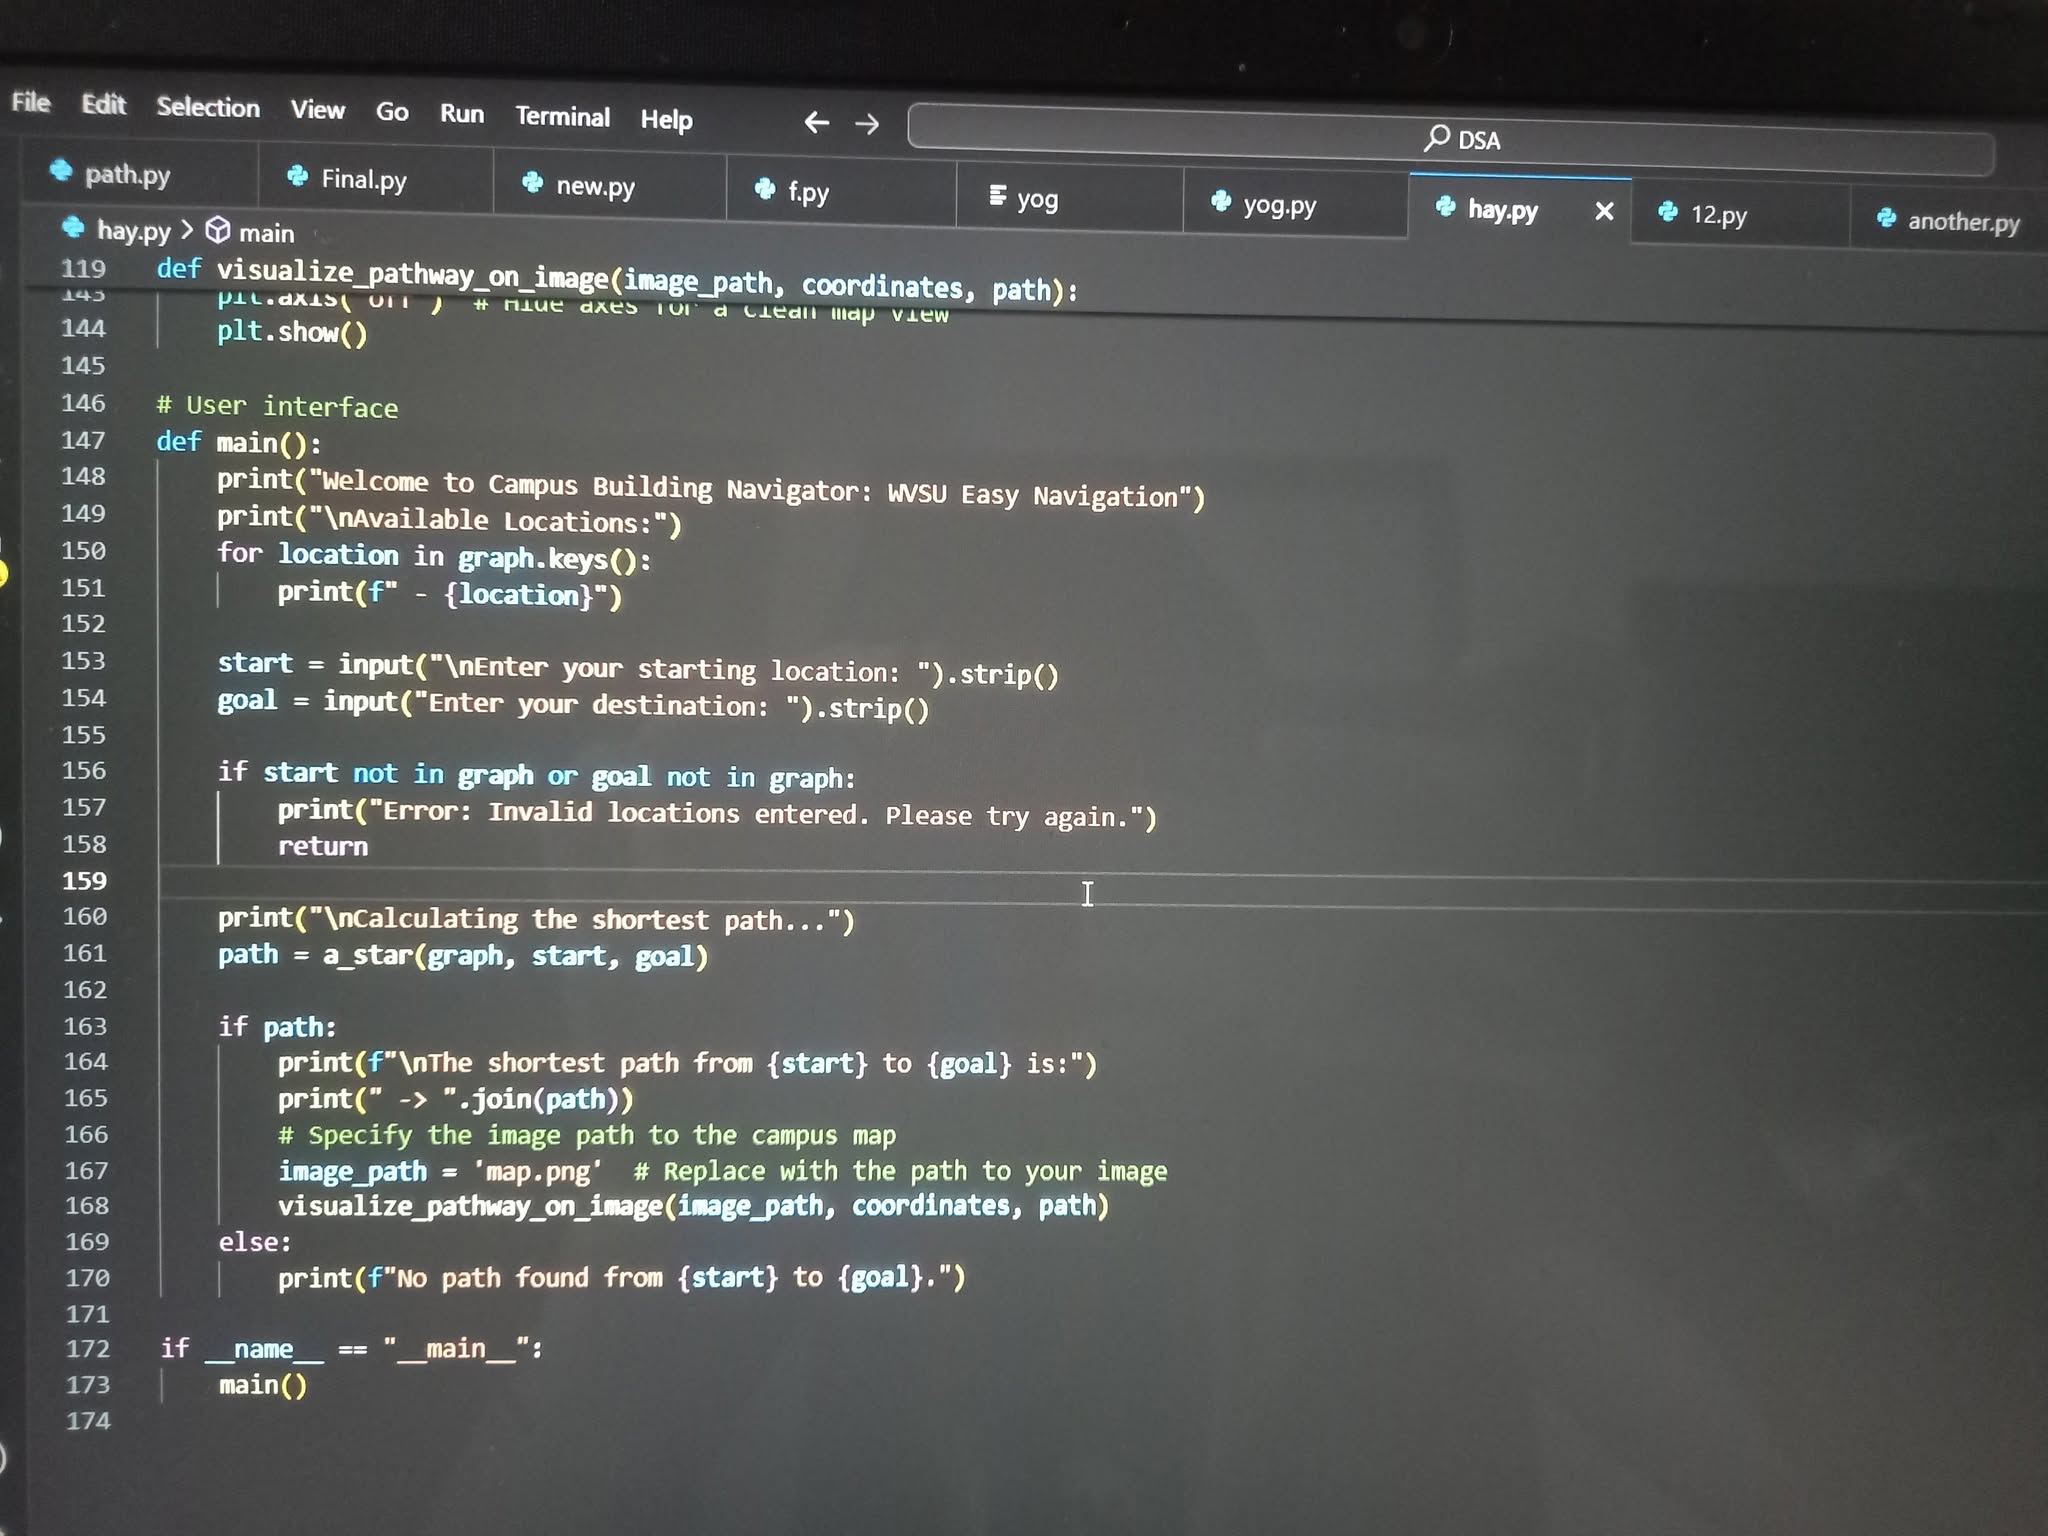 File Edit Selection View Go Run Terminal Help DSA
path.py Final.py new.py f.py yog yog.py hay.py 12.py another.py
hay.py > main
119 def visualize_pathway_on_image(image_path, coordinates, path):
143 plt.axis('off') # Hide axes for a clean map view
144 plt.show()
145
146 # User interface
147 def main():
148 print("Welcome to Campus Building Navigator: WVSU Easy Navigation")
149 print("\nAvailable Locations:")
150 for location in graph.keys():
151 print(f" - {location}")
152
153 start = input("\nEnter your starting location: ").strip()
154 goal = input("Enter your destination: ").strip()
155
156 if start not in graph or goal not in graph:
157 print("Error: Invalid locations entered. Please try again.")
158 return
159
160 print("\nCalculating the shortest path...")
161 path = a_star(graph, start, goal)
162
163 if path:
164 print(f"\nThe shortest path from {start} to {goal} is:")
165 print(" -> ".join(path))
166 # Specify the image path to the campus map
167 image_path = 'map.png' # Replace with the path to your image
168 visualize_pathway_on_image(image_path, coordinates, path)
169 else:
170 print(f"No path found from {start} to {goal}.")
171
172 if __name__ == "__main__":
173 main()
174